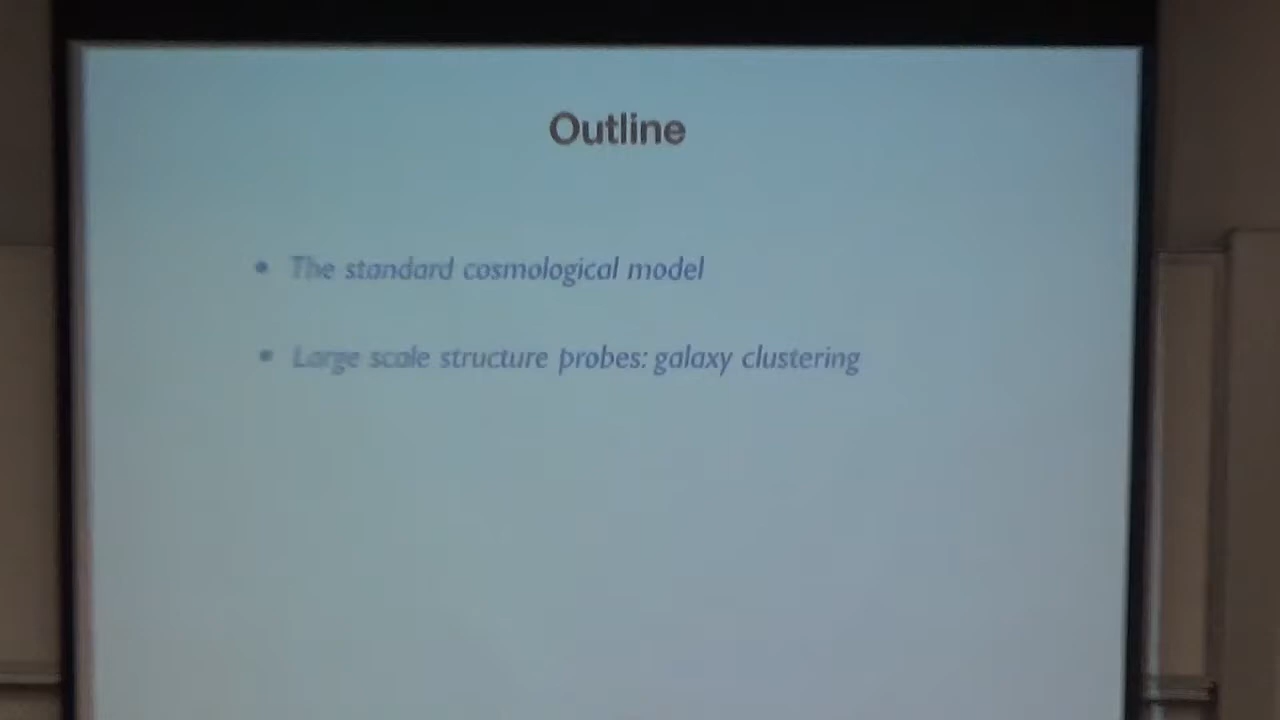 Outline
• The standard cosmological model
• Large scale structure probes: galaxy clustering